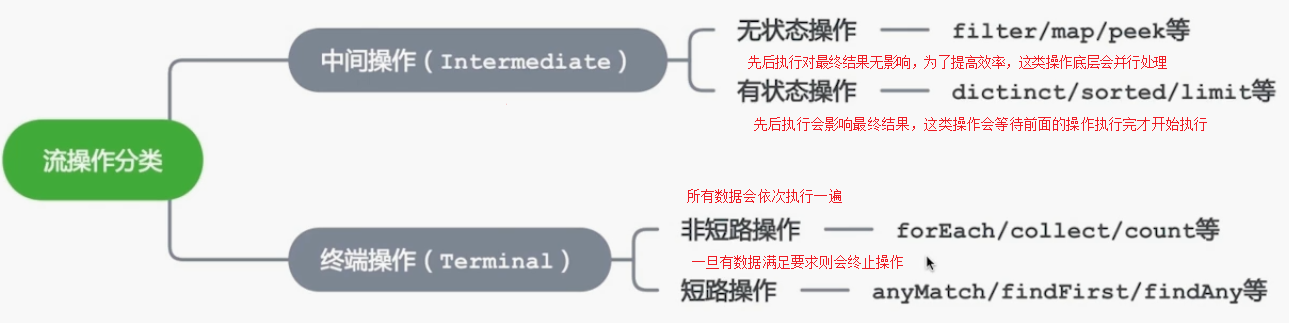 流操作分类
中间操作（Intermediate）
无状态操作 filter/map/peek等
先后执行对最终结果无影响，为了提高效率，这类操作底层会并行处理
有状态操作 dictinct/sorted/limit等
先后执行会影响最终结果，这类操作会等待前面的操作执行完才开始执行
终端操作（Terminal）
所有数据会依次执行一遍
非短路操作 forEach/collect/count等
一旦有数据满足要求则会终止操作
短路操作 anyMatch/findFirst/findAny等